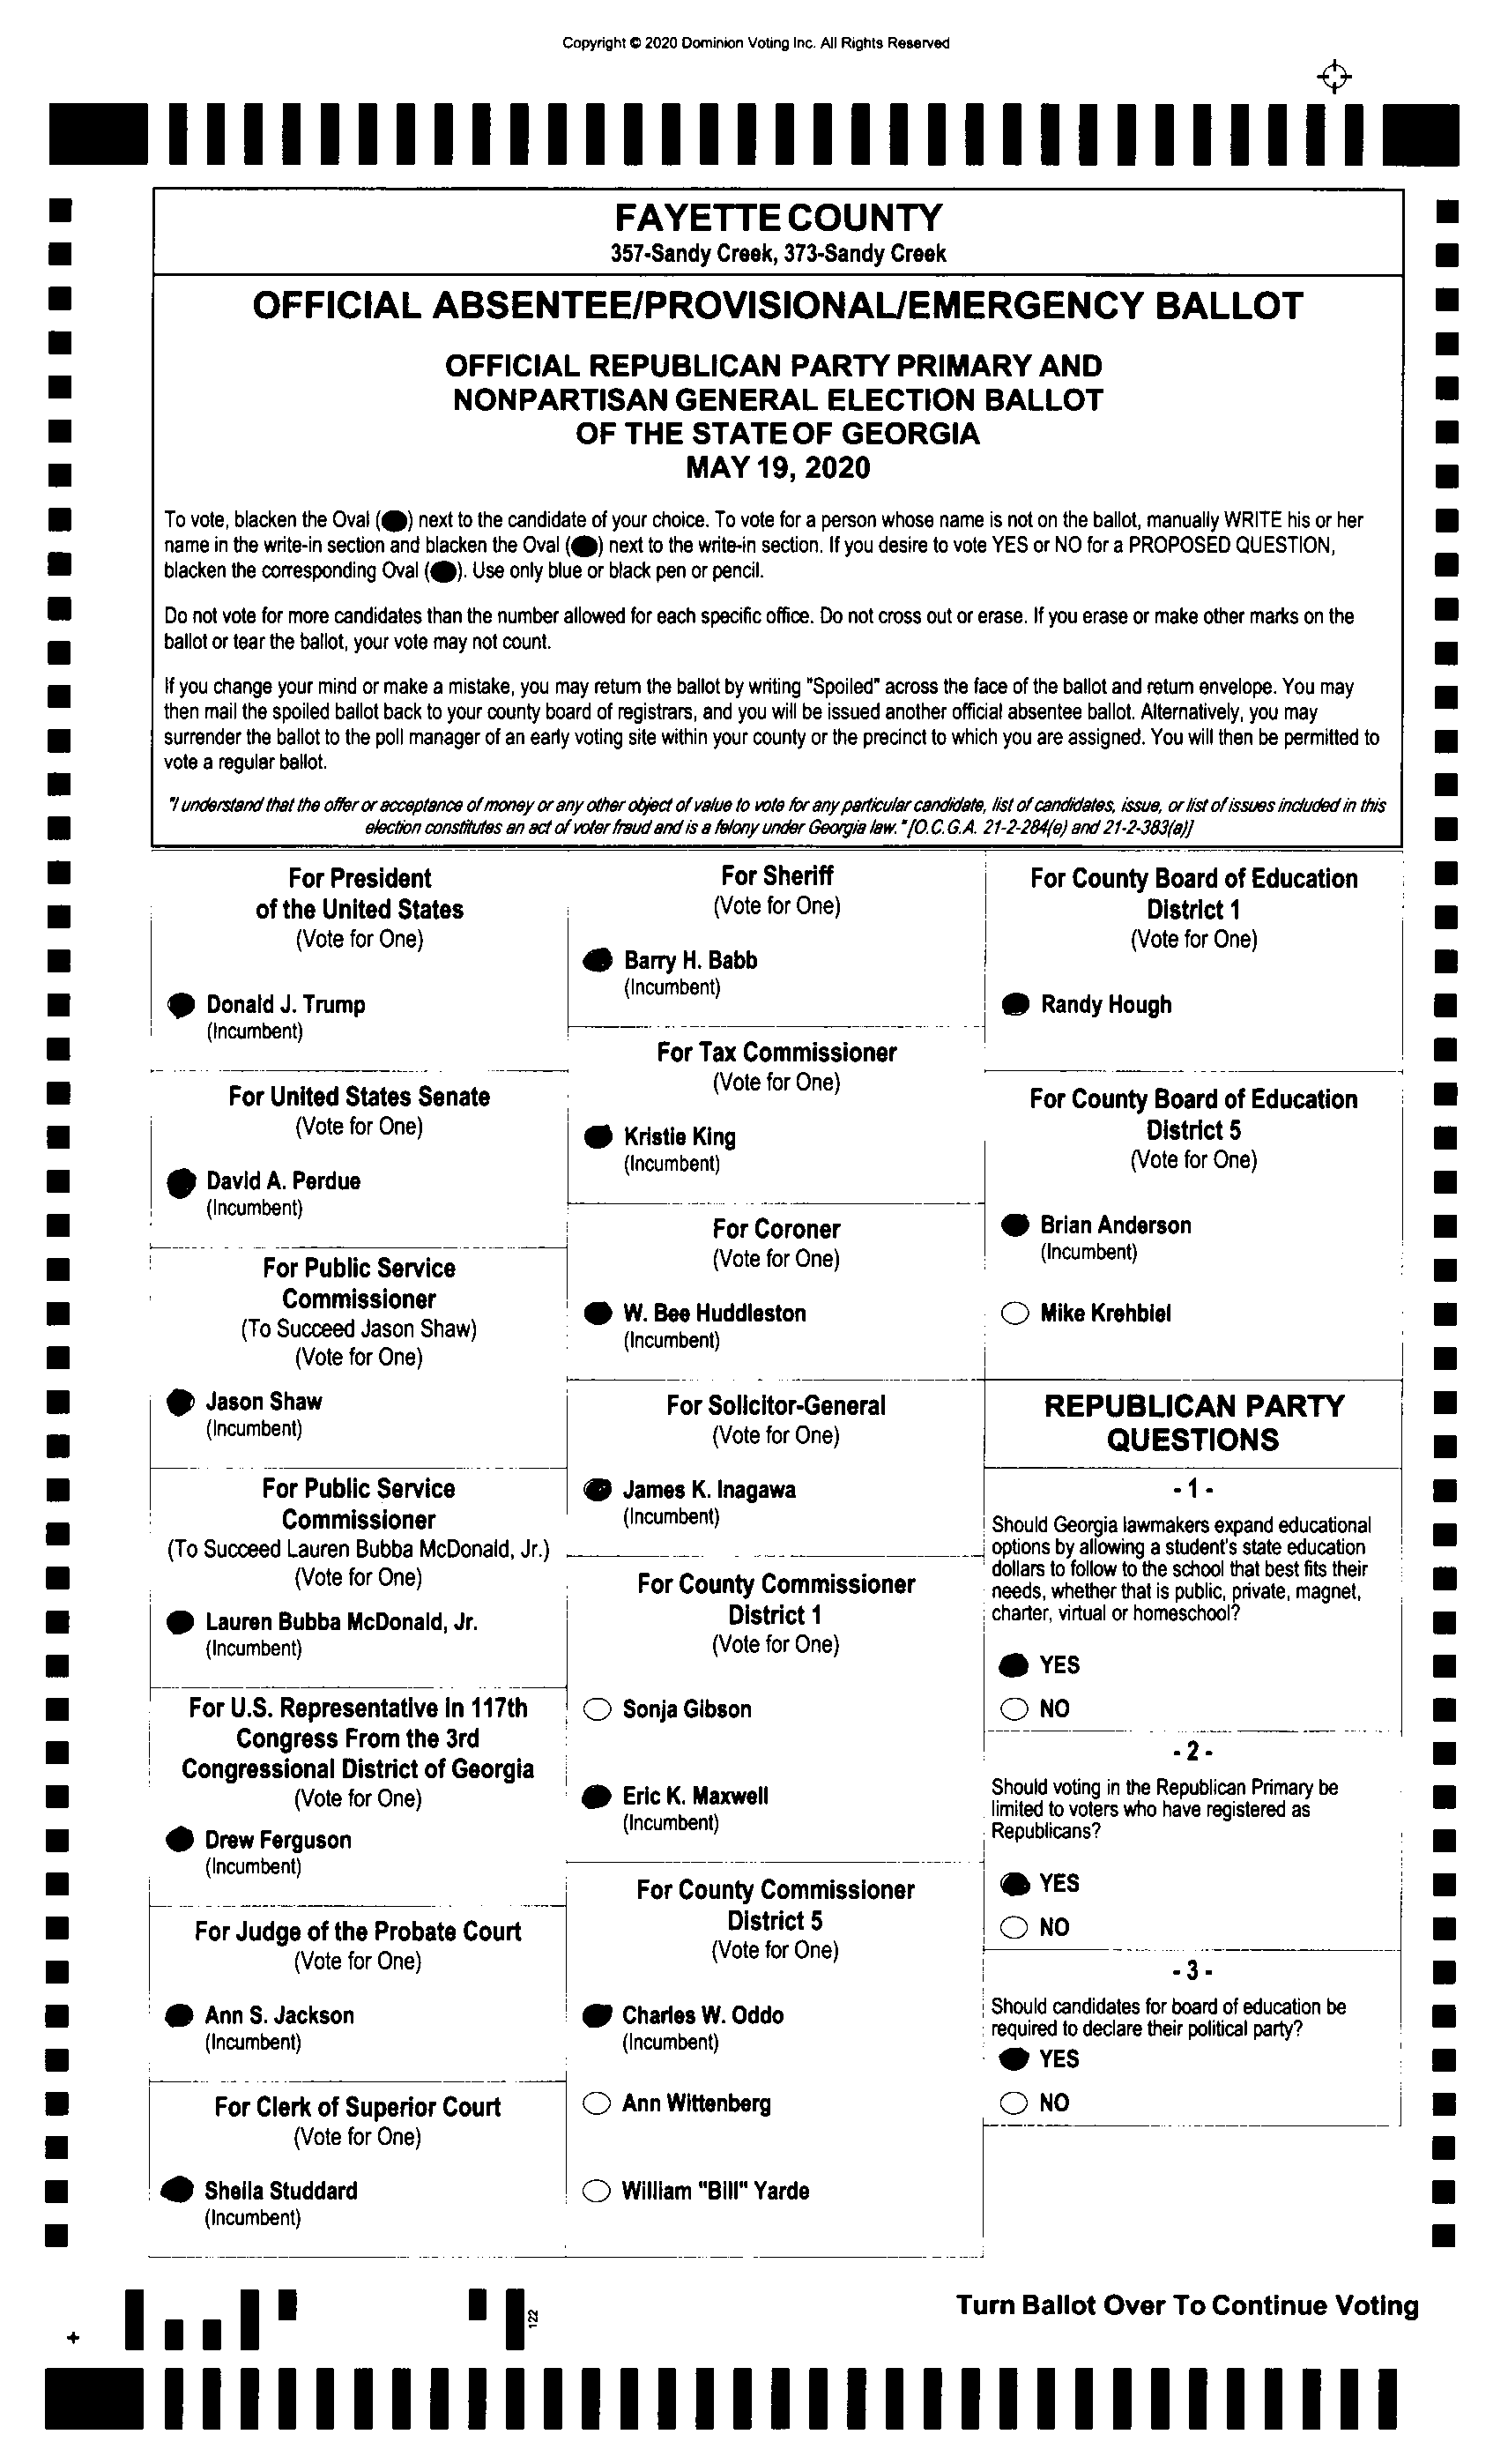 Copyright © 2020 Dominion Voting Inc. All Rights Reserved
FAYETTE COUNTY
357-Sandy Creek, 373-Sandy Creek
OFFICIAL ABSENTEE/PROVISIONAL/EMERGENCY BALLOT
OFFICIAL REPUBLICAN PARTY PRIMARY AND
NONPARTISAN GENERAL ELECTION BALLOT
OF THE STATE OF GEORGIA
MAY 19, 2020
To vote, blacken the Oval (●) next to the candidate of your choice. To vote for a person whose name is not on the ballot, manually WRITE his or her
name in the write-in section and blacken the Oval (●) next to the write-in section. If you desire to vote YES or NO for a PROPOSED QUESTION,
blacken the corresponding Oval (●). Use only blue or black pen or pencil.
Do not vote for more candidates than the number allowed for each specific office. Do not cross out or erase. If you erase or make other marks on the
ballot or tear the ballot, your vote may not count.
If you change your mind or make a mistake, you may return the ballot by writing "Spoiled" across the face of the ballot and return envelope. You may
then mail the spoiled ballot back to your county board of registrars, and you will be issued another official absentee ballot. Alternatively, you may
surrender the ballot to the poll manager of an early voting site within your county or the precinct to which you are assigned. You will then be permitted to
vote a regular ballot.
"I understand that the offer or acceptance of money or any other object of value to vote for any particular candidate, list of candidates, issue, or list of issues included in this
election constitutes an act of voter fraud and is a felony under Georgia law." [O.C.G.A. 21-2-284(e) and 21-2-383(a)]
For President
of the United States
(Vote for One)
Donald J. Trump
(Incumbent)
For United States Senate
(Vote for One)
David A. Perdue
(Incumbent)
For Public Service
Commissioner
(To Succeed Jason Shaw)
(Vote for One)
Jason Shaw
(Incumbent)
For Public Service
Commissioner
(To Succeed Lauren Bubba McDonald, Jr.)
(Vote for One)
Lauren Bubba McDonald, Jr.
(Incumbent)
For U.S. Representative in 117th
Congress From the 3rd
Congressional District of Georgia
(Vote for One)
Drew Ferguson
(Incumbent)
For Judge of the Probate Court
(Vote for One)
Ann S. Jackson
(Incumbent)
For Clerk of Superior Court
(Vote for One)
Sheila Studdard
(Incumbent)
For Sheriff
(Vote for One)
Barry H. Babb
(Incumbent)
For Tax Commissioner
(Vote for One)
Kristie King
(Incumbent)
For Coroner
(Vote for One)
W. Bee Huddleston
(Incumbent)
For Solicitor-General
(Vote for One)
James K. Inagawa
(Incumbent)
For County Commissioner
District 1
(Vote for One)
Sonja Gibson
Eric K. Maxwell
(Incumbent)
For County Commissioner
District 5
(Vote for One)
Charles W. Oddo
(Incumbent)
Ann Wittenberg
William "Bill" Yarde
For County Board of Education
District 1
(Vote for One)
Randy Hough
For County Board of Education
District 5
(Vote for One)
Brian Anderson
(Incumbent)
Mike Krehbiel
REPUBLICAN PARTY
QUESTIONS
- 1 -
Should Georgia lawmakers expand educational
options by allowing a student's state education
dollars to follow to the school that best fits their
needs, whether that is public, private, magnet,
charter, virtual or homeschool?
YES
NO
- 2 -
Should voting in the Republican Primary be
limited to voters who have registered as
Republicans?
YES
NO
- 3 -
Should candidates for board of education be
required to declare their political party?
YES
NO
122
Turn Ballot Over To Continue Voting